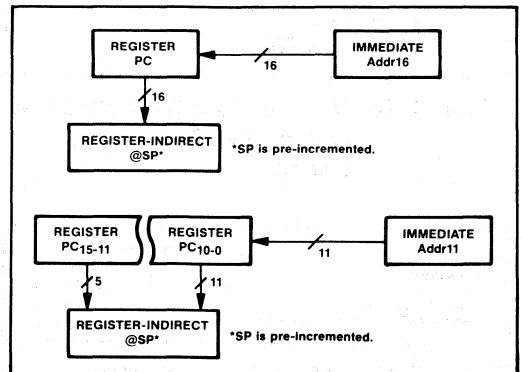 REGISTER
PC
16
IMMEDIATE
Addr16
16
REGISTER-INDIRECT
@SP*
*SP is pre-incremented.
REGISTER
PC15-11
REGISTER
PC10-0
11
IMMEDIATE
Addr11
5
11
REGISTER-INDIRECT
@SP*
*SP is pre-incremented.